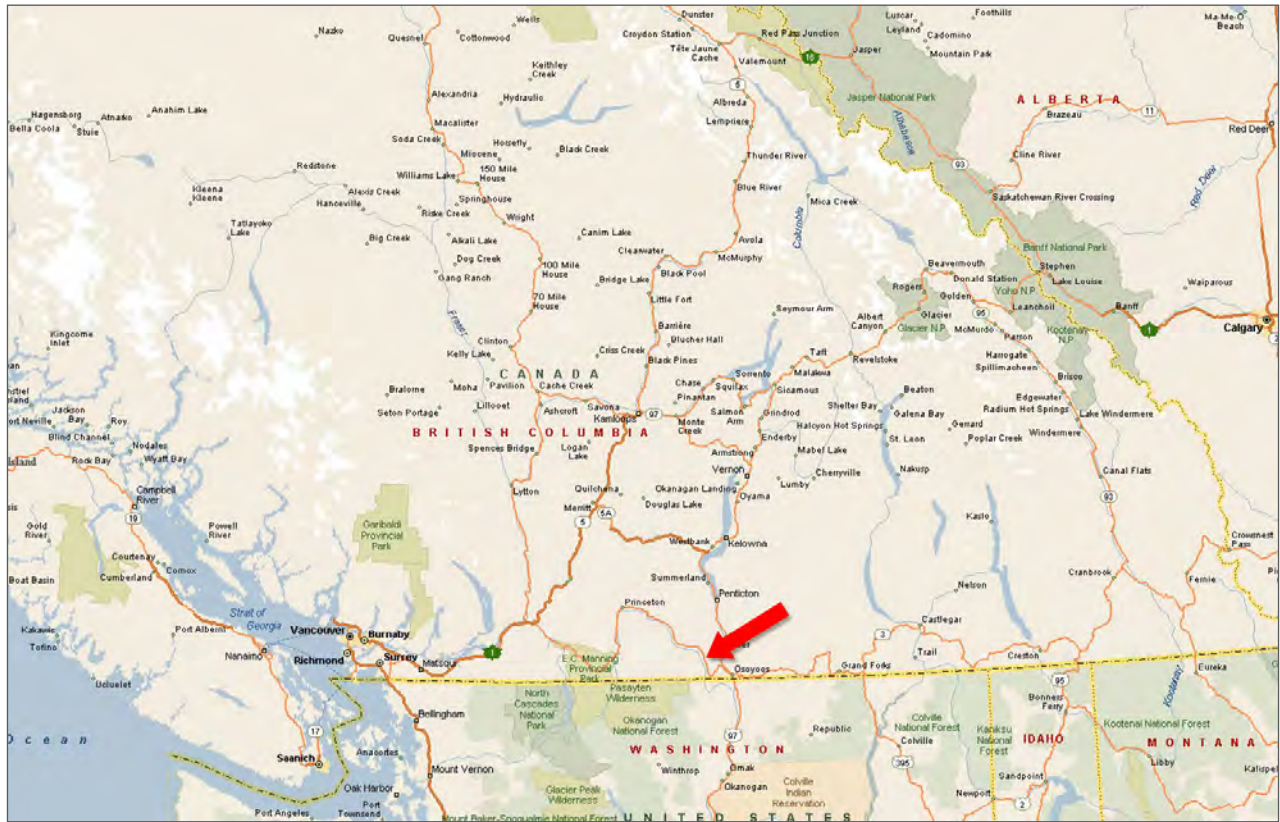 Wells
Dunster
Foothills
Luscar
Leyland
Cadomino
Mountain Park
Ma-Me-O
Beach
Nazko
Quesnel
Cottonwood
Croydon Station
Red Pass Junction
Tête Jaune
Cache
Jasper
Valemount
16
Keithley
Creek
5
Jasper National Park
Alexandria
Hydraulic
Albreda
A L B E R T A
11
Hagensborg
Atnarko
Anahim Lake
Brazeau
Bella Coola
Stuie
Macalister
Lempriere
Athabasca
Red Deer
Soda Creek
Horsefly
Miocene
Black Creek
Thunder River
93
Cline River
Redstone
150 Mile
House
Williams Lake
Kleena
Kleene
Alexis Creek
Hanceville
Springhouse
Blue River
Mica Creek
Saskatchewan River Crossing
Red Deer
Riske Creek
Wright
Tatlayoko
Lake
Big Creek
Alkali Lake
Canim Lake
Avola
Columbia
Clearwater
McMurphy
Banff National Park
Dog Creek
100 Mile
House
Black Pool
Beavermouth
Stephen
Gang Ranch
Bridge Lake
Donald Station
Lake Louise
Rogers
Yoho N.P.
Waiparous
Little Fort
Golden
Leanchoil
70 Mile
House
Seymour Arm
Glacier
95
Banff
Fraser
Barrière
Albert
Canyon
Glacier N.P.
McMurdo
Parson
Kootenay
N.P.
1
Calgary
Kingcome
Inlet
Clinton
Blucher Hall
Taft
Revelstoke
Harrogate
Spillimacheen
Kelly Lake
Criss Creek
Black Pines
Malakwa
C A N A D A
Sorrento
Brisco
Bralorne
Moha
Pavilion
Cache Creek
Chase
Squilax
Sicamous
Beaton
Edgewater
Pinantan
Shelter Bay
Radium Hot Springs
Jackson
Bay
Seton Portage
Lillooet
Ashcroft
Savona
Kamloops
97
Salmon
Arm
Grindrod
Galena Bay
Lake Windermere
Roy
Blind Channel
Monte
Creek
Halcyon Hot Springs
Gerrard
Windermere
Nodales
B R I T I S H C O L U M B I A
Enderby
St. Leon
Poplar Creek
Rock Bay
Wyatt Bay
Spences Bridge
Logan
Lake
Armstrong
Mabel Lake
Vernon
Cherryville
Nakusp
Canal Flats
Campbell
River
Lytton
Quilchena
Okanagan Landing
Lumby
Oyama
93
19
Merritt
5A
Douglas Lake
Kaslo
Gold
River
Powell
River
5
Garibaldi
Provincial
Park
Westbank
Kelowna
Crowsnest
Pass
Courtenay
Comox
Cumberland
Boat Basin
Summerland
Nelson
Cranbrook
Fernie
Penticton
Strait of
Georgia
Princeton
Castlegar
Kakawis
Tofino
Port Alberni
Vancouver
Burnaby
3
Nanaimo
Richmond
Surrey
Matsqui
1
E.C. Manning
Provincial
Park
Osoyoos
Grand Forks
Trail
Creston
Ucluelet
95
Eureka
North
Cascades
National
Park
Pasayten
Wilderness
Bonners
Ferry
Kootenay
Bellingham
Okanogan
National Forest
Republic
Colville
National Forest
Kaniksu
National
Forest
Kootenai National Forest
17
97
O c e a n
Anacortes
W A S H I N G T O N
Colville
IDAHO
M O N T A N A
Saanich
Winthrop
Omak
395
Libby
Kalispel
Mount Vernon
Sandpoint
Oak Harbor
Glacier Peak
Wilderness
Okanogan
Colville
Indian
Reservation
Newport
2
Port Angeles
Port
Townsend
Mount Baker-Snoqualmie National Forest
U N I T E D S T A T E S